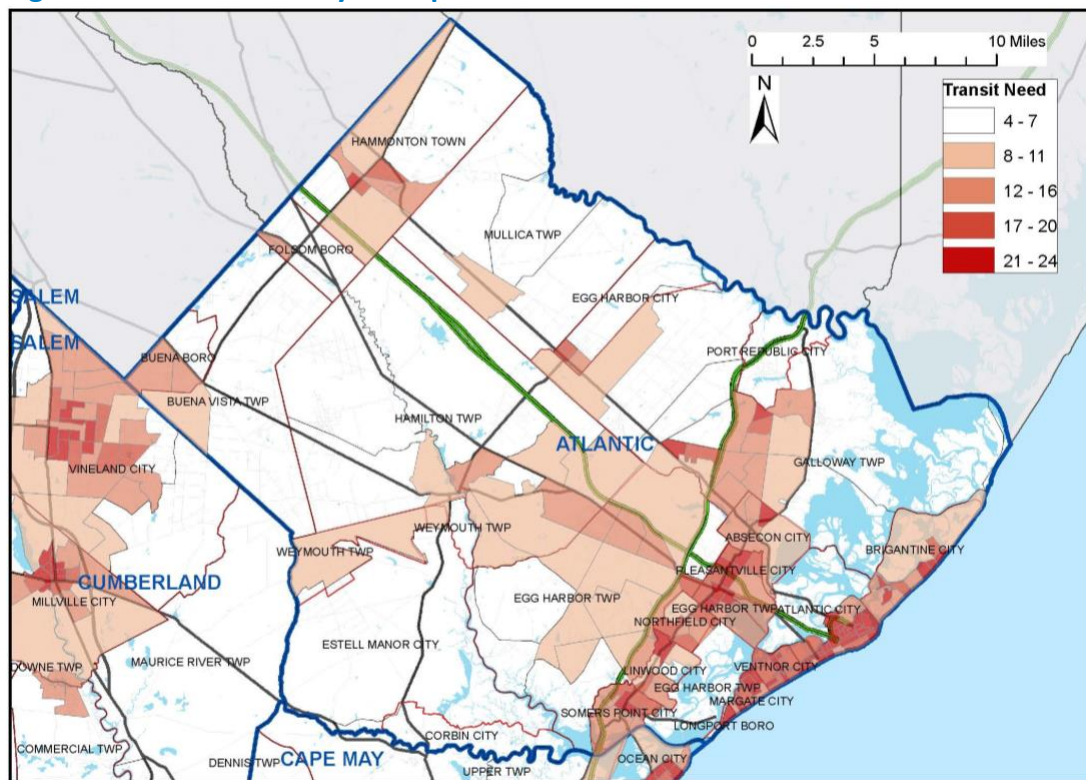 0 2.5 5 10 Miles
N
Transit Need
4 - 7
8 - 11
12 - 16
17 - 20
21 - 24
HAMMONTON TOWN
MULLICA TWP
FOLSOM BORO
EGG HARBOR CITY
SALEM
SALEM
PORT REPUBLIC CITY
BUENA BORO
BUENA VISTA TWP
HAMILTON TWP
ATLANTIC
GALLOWAY TWP
VINELAND CITY
WEYMOUTH TWP
ABSECON CITY
WEYMOUTH TWP
BRIGANTINE CITY
PLEASANTVILLE CITY
CUMBERLAND
MILLVILLE CITY
EGG HARBOR TWP
EGG HARBOR TWP
ATLANTIC CITY
NORTHFIELD CITY
ESTELL MANOR CITY
MAURICE RIVER TWP
DOWNE TWP
LINWOOD CITY
VENTNOR CITY
EGG HARBOR TWP
MARGATE CITY
SOMERS POINT CITY
LONGPORT BORO
CORBIN CITY
COMMERCIAL TWP
DENNIS TWP
CAPE MAY
OCEAN CITY
UPPER TWP